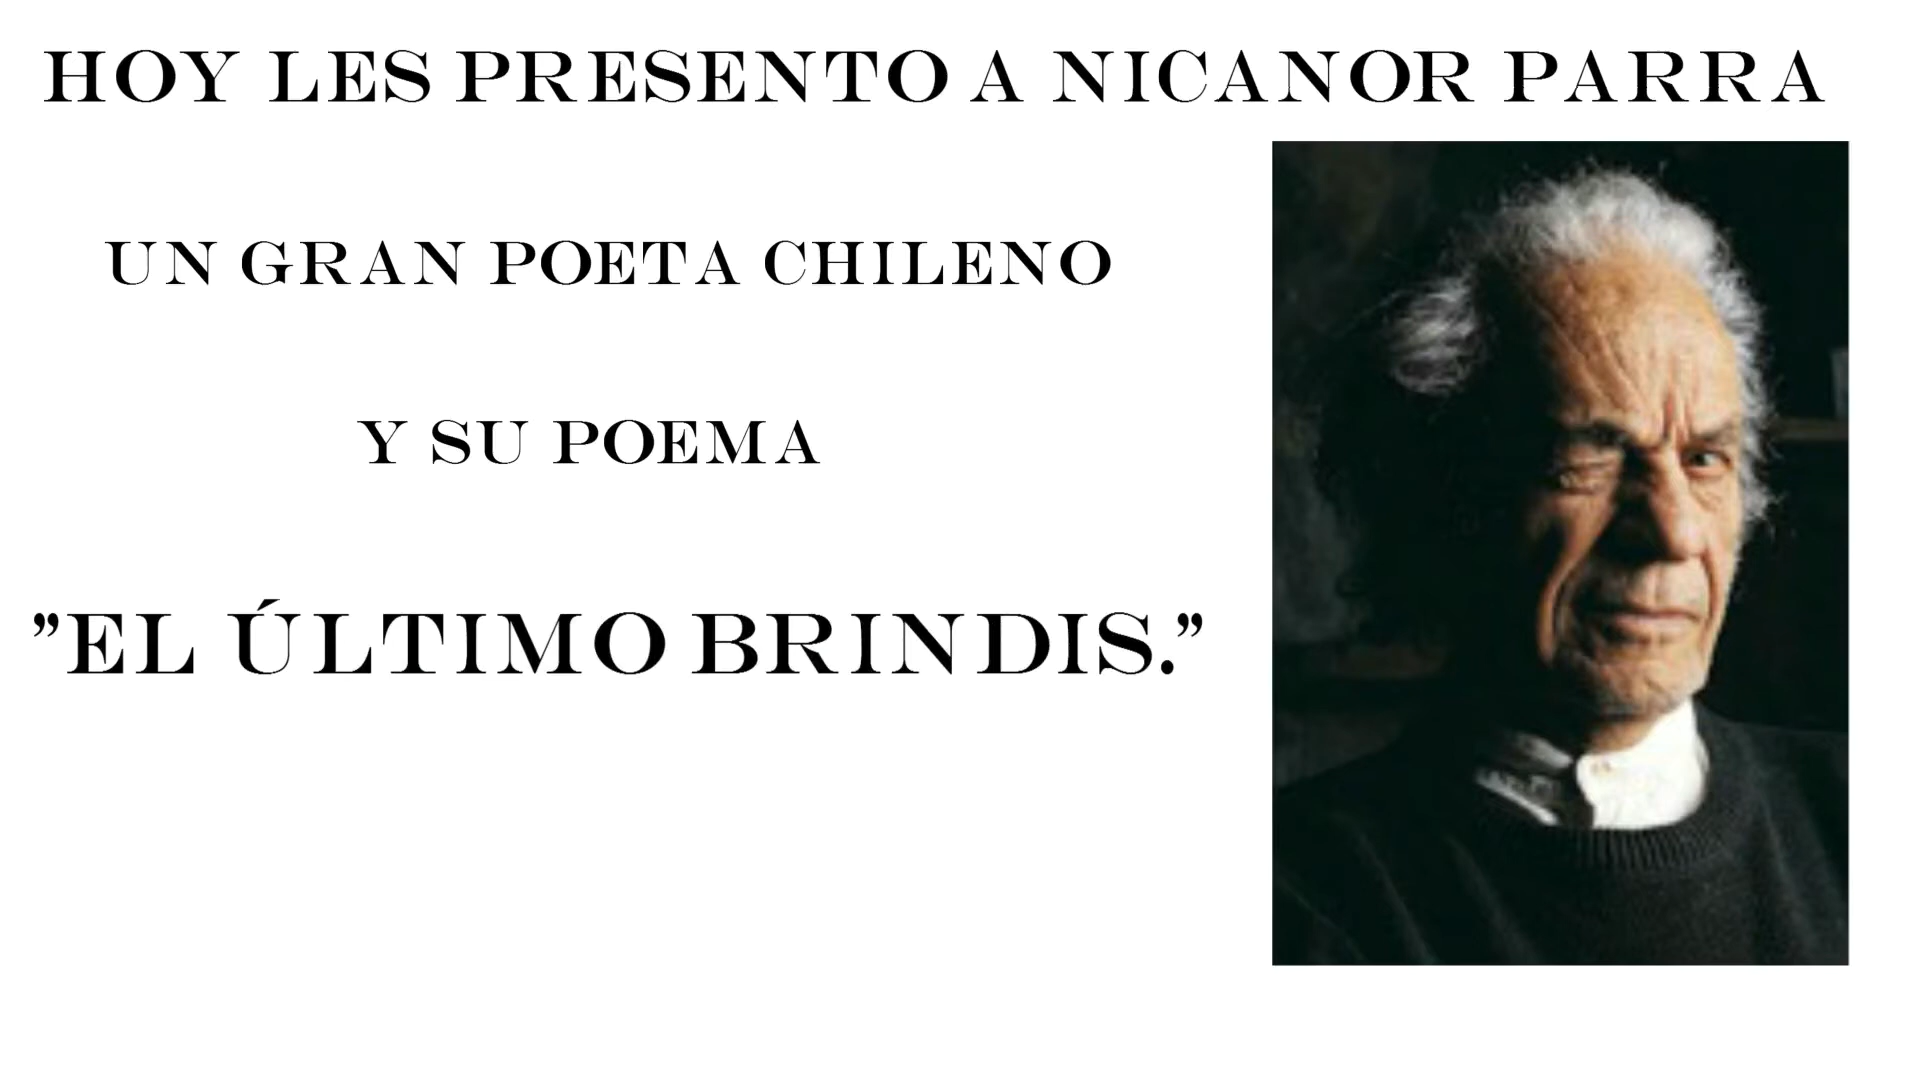 HOY LES PRESENTO A NICANOR PARRA
UN GRAN POETA CHILENO
Y SU POEMA
”EL ÚLTIMO BRINDIS.”